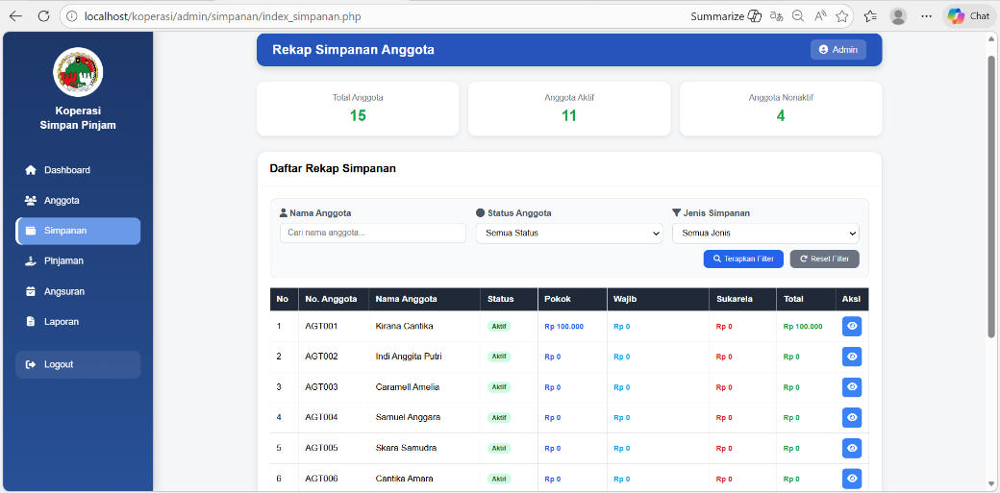 localhost/koperasi/admin/simpanan/index_simpanan.php
Summarize
Chat
Koperasi
Simpan Pinjam
Dashboard
Anggota
Simpanan
Pinjaman
Angsuran
Laporan
Logout
Rekap Simpanan Anggota
Admin
Total Anggota
15
Anggota Aktif
11
Anggota Nonaktif
4
Daftar Rekap Simpanan
Nama Anggota Status Anggota Jenis Simpanan
Cari nama anggota... Semua Status Semua Jenis
Terapkan Filter Reset Filter
No No. Anggota Nama Anggota Status Pokok Wajib Sukarela Total Aksi
1 AGT001 Kirana Cantika Aktif Rp 100.000 Rp 0 Rp 0 Rp 100.000
2 AGT002 Indi Anggita Putri Aktif Rp 0 Rp 0 Rp 0 Rp 0
3 AGT003 Caramell Amelia Aktif Rp 0 Rp 0 Rp 0 Rp 0
4 AGT004 Samuel Anggara Aktif Rp 0 Rp 0 Rp 0 Rp 0
5 AGT005 Skara Samudra Aktif Rp 0 Rp 0 Rp 0 Rp 0
6 AGT006 Cantika Amara Aktif Rp 0 Rp 0 Rp 0 Rp 0